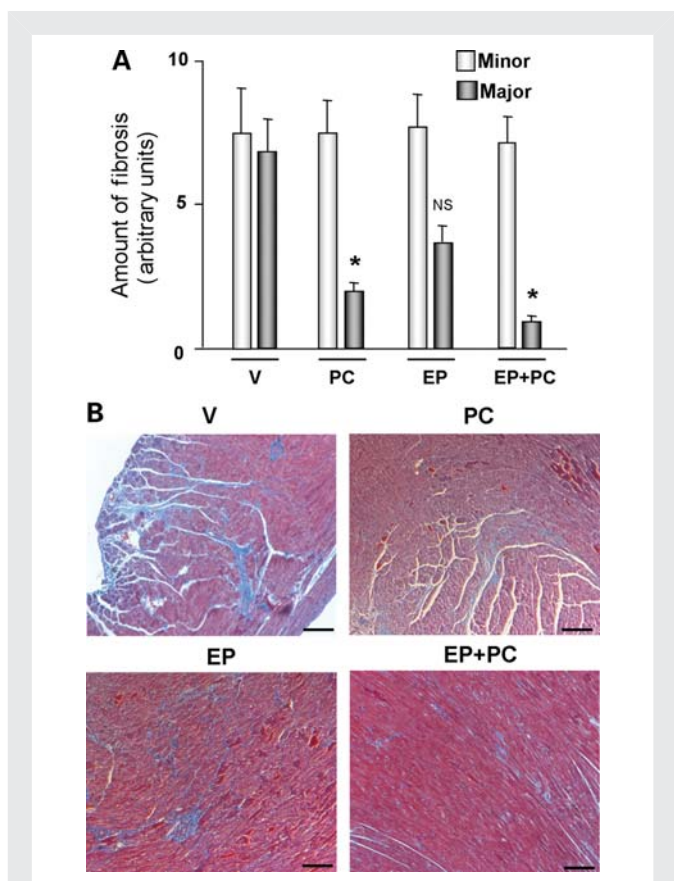 A
10
Minor
Major
Amount of fibrosis
(arbitrary units)
5
NS
*
*
0
V
PC
EP
EP+PC
B
V
PC
EP
EP+PC